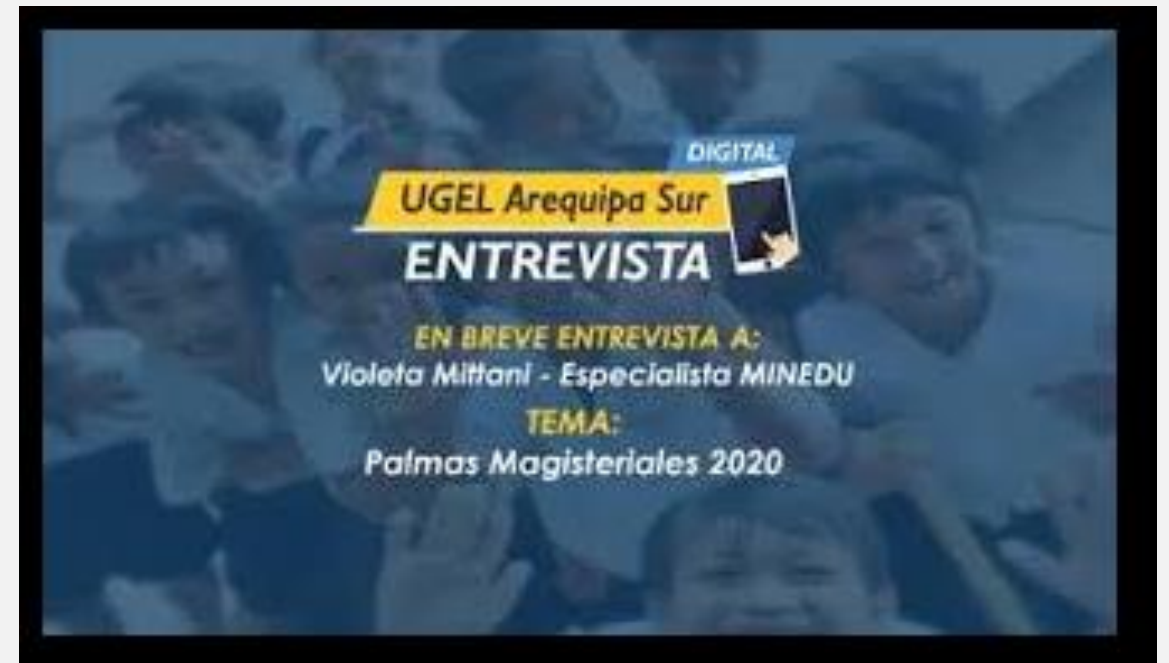 DIGITAL
UGEL Arequipa Sur
ENTREVISTA
EN BREVE ENTREVISTA A:
Violeta Mittani - Especialista MINEDU
TEMA:
Palmas Magisteriales 2020